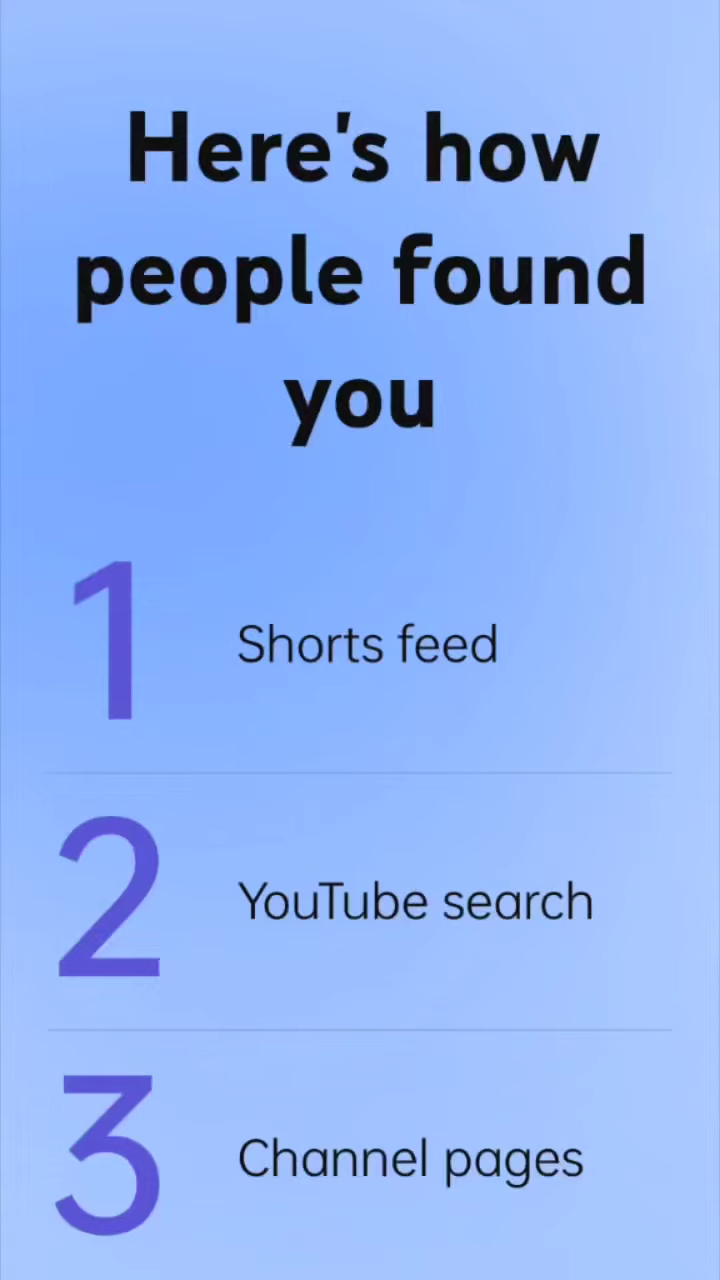 Here's how
people found
you
1
Shorts feed
2
YouTube search
3
Channel pages